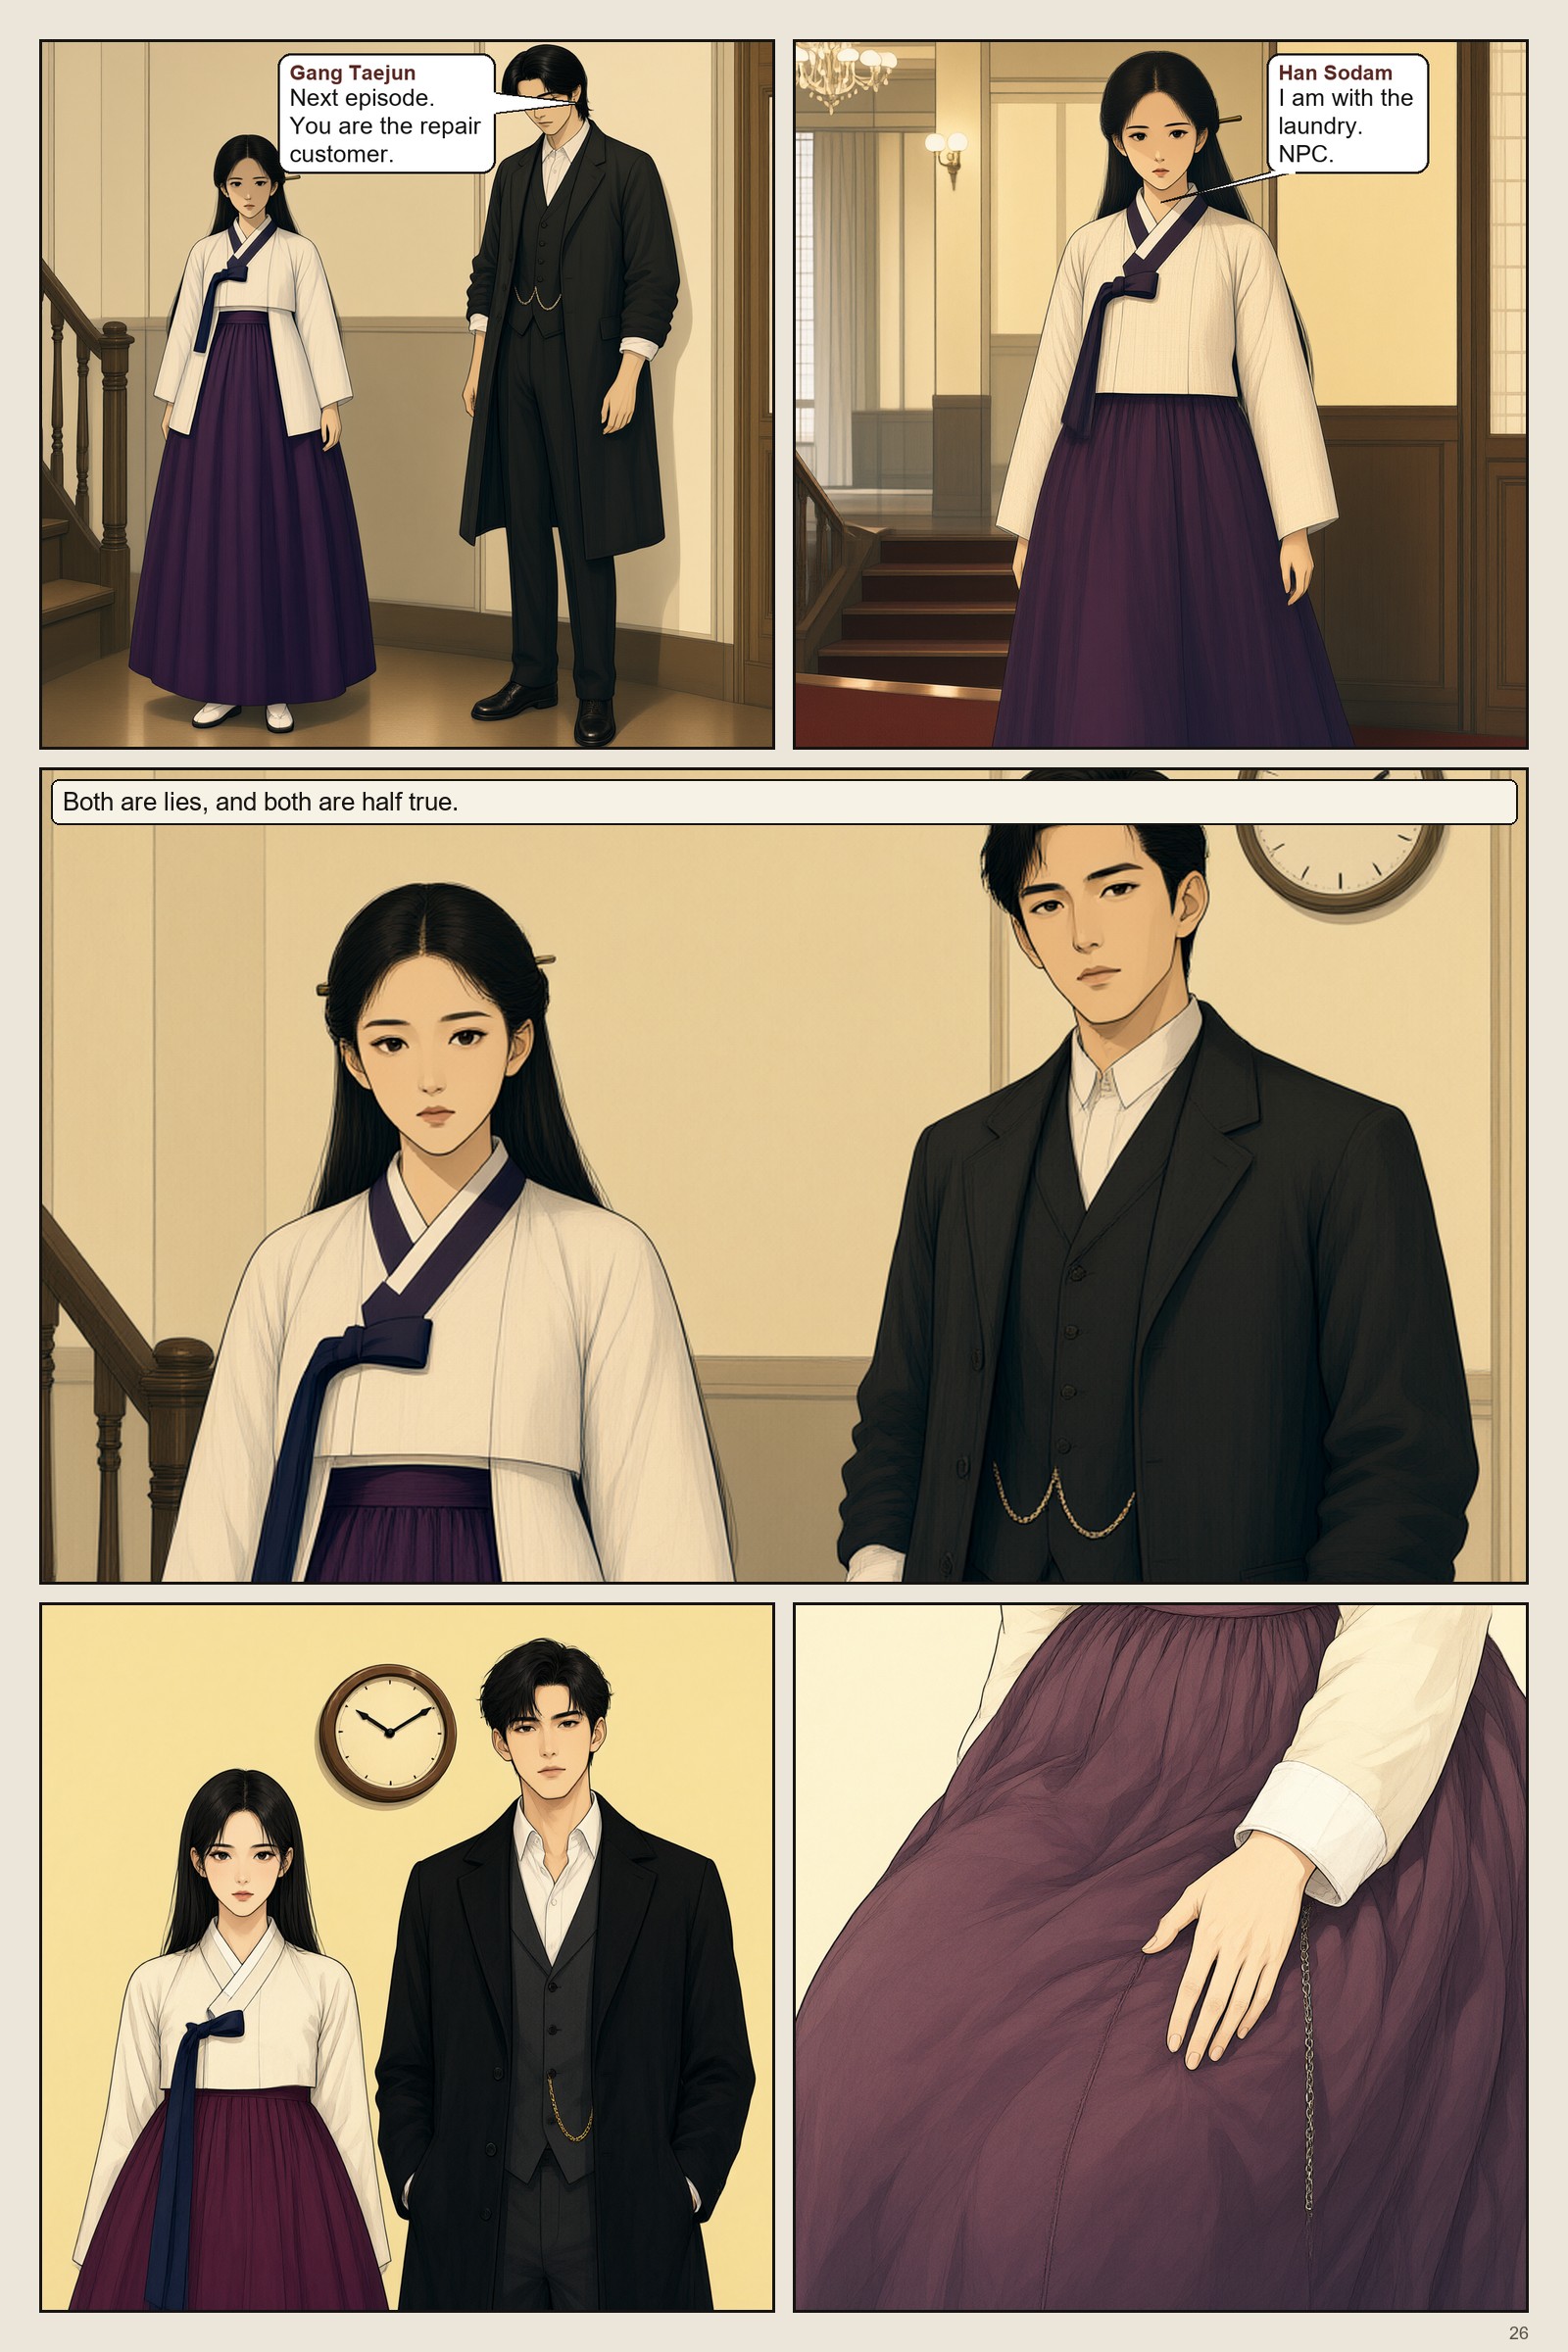 Gang Taejun
Next episode.
You are the repair
customer.
Han Sodam
I am with the
laundry.
NPC.
Both are lies, and both are half true.
26